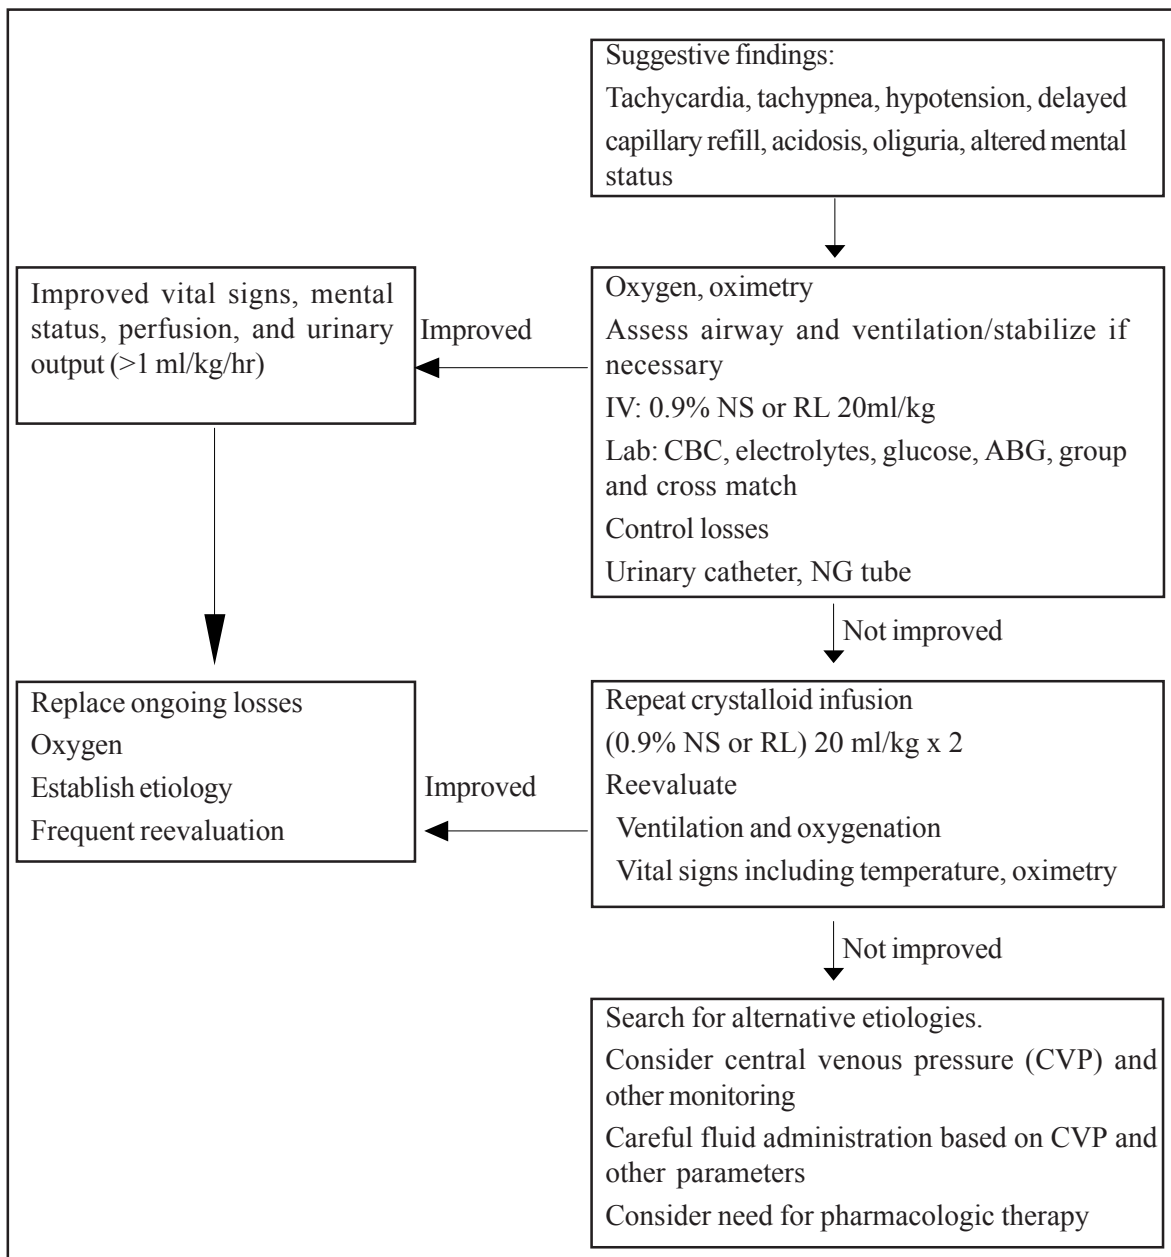 Suggestive findings:
Tachycardia, tachypnea, hypotension, delayed
capillary refill, acidosis, oliguria, altered mental
status
Improved vital signs, mental
status, perfusion, and urinary
output (>1 ml/kg/hr)
Improved
Oxygen, oximetry
Assess airway and ventilation/stabilize if
necessary
IV: 0.9% NS or RL 20ml/kg
Lab: CBC, electrolytes, glucose, ABG, group
and cross match
Control losses
Urinary catheter, NG tube
Not improved
Replace ongoing losses
Oxygen
Establish etiology
Frequent reevaluation
Improved
Repeat crystalloid infusion
(0.9% NS or RL) 20 ml/kg x 2
Reevaluate
Ventilation and oxygenation
Vital signs including temperature, oximetry
Not improved
Search for alternative etiologies.
Consider central venous pressure (CVP) and
other monitoring
Careful fluid administration based on CVP and
other parameters
Consider need for pharmacologic therapy